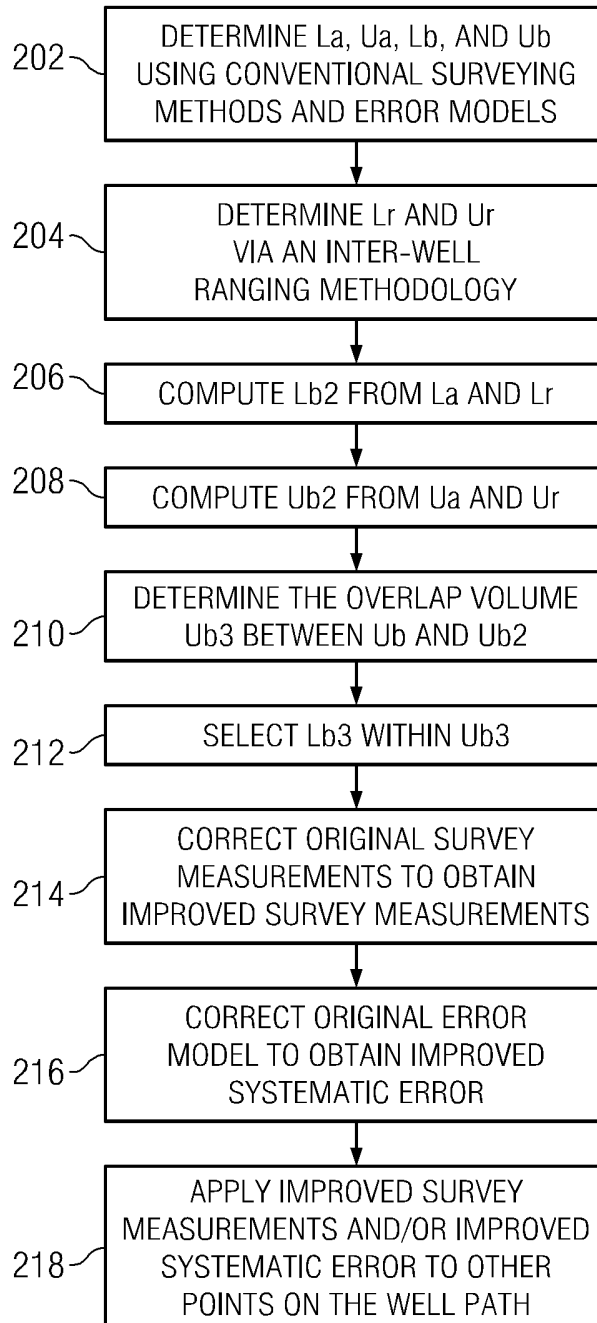 202
DETERMINE La, Ua, Lb, AND Ub
USING CONVENTIONAL SURVEYING
METHODS AND ERROR MODELS
204
DETERMINE Lr AND Ur
VIA AN INTER-WELL
RANGING METHODOLOGY
206
COMPUTE Lb2 FROM La AND Lr
208
COMPUTE Ub2 FROM Ua AND Ur
210
DETERMINE THE OVERLAP VOLUME
Ub3 BETWEEN Ub AND Ub2
212
SELECT Lb3 WITHIN Ub3
214
CORRECT ORIGINAL SURVEY
MEASUREMENTS TO OBTAIN
IMPROVED SURVEY MEASUREMENTS
216
CORRECT ORIGINAL ERROR
MODEL TO OBTAIN IMPROVED
SYSTEMATIC ERROR
218
APPLY IMPROVED SURVEY
MEASUREMENTS AND/OR IMPROVED
SYSTEMATIC ERROR TO OTHER
POINTS ON THE WELL PATH